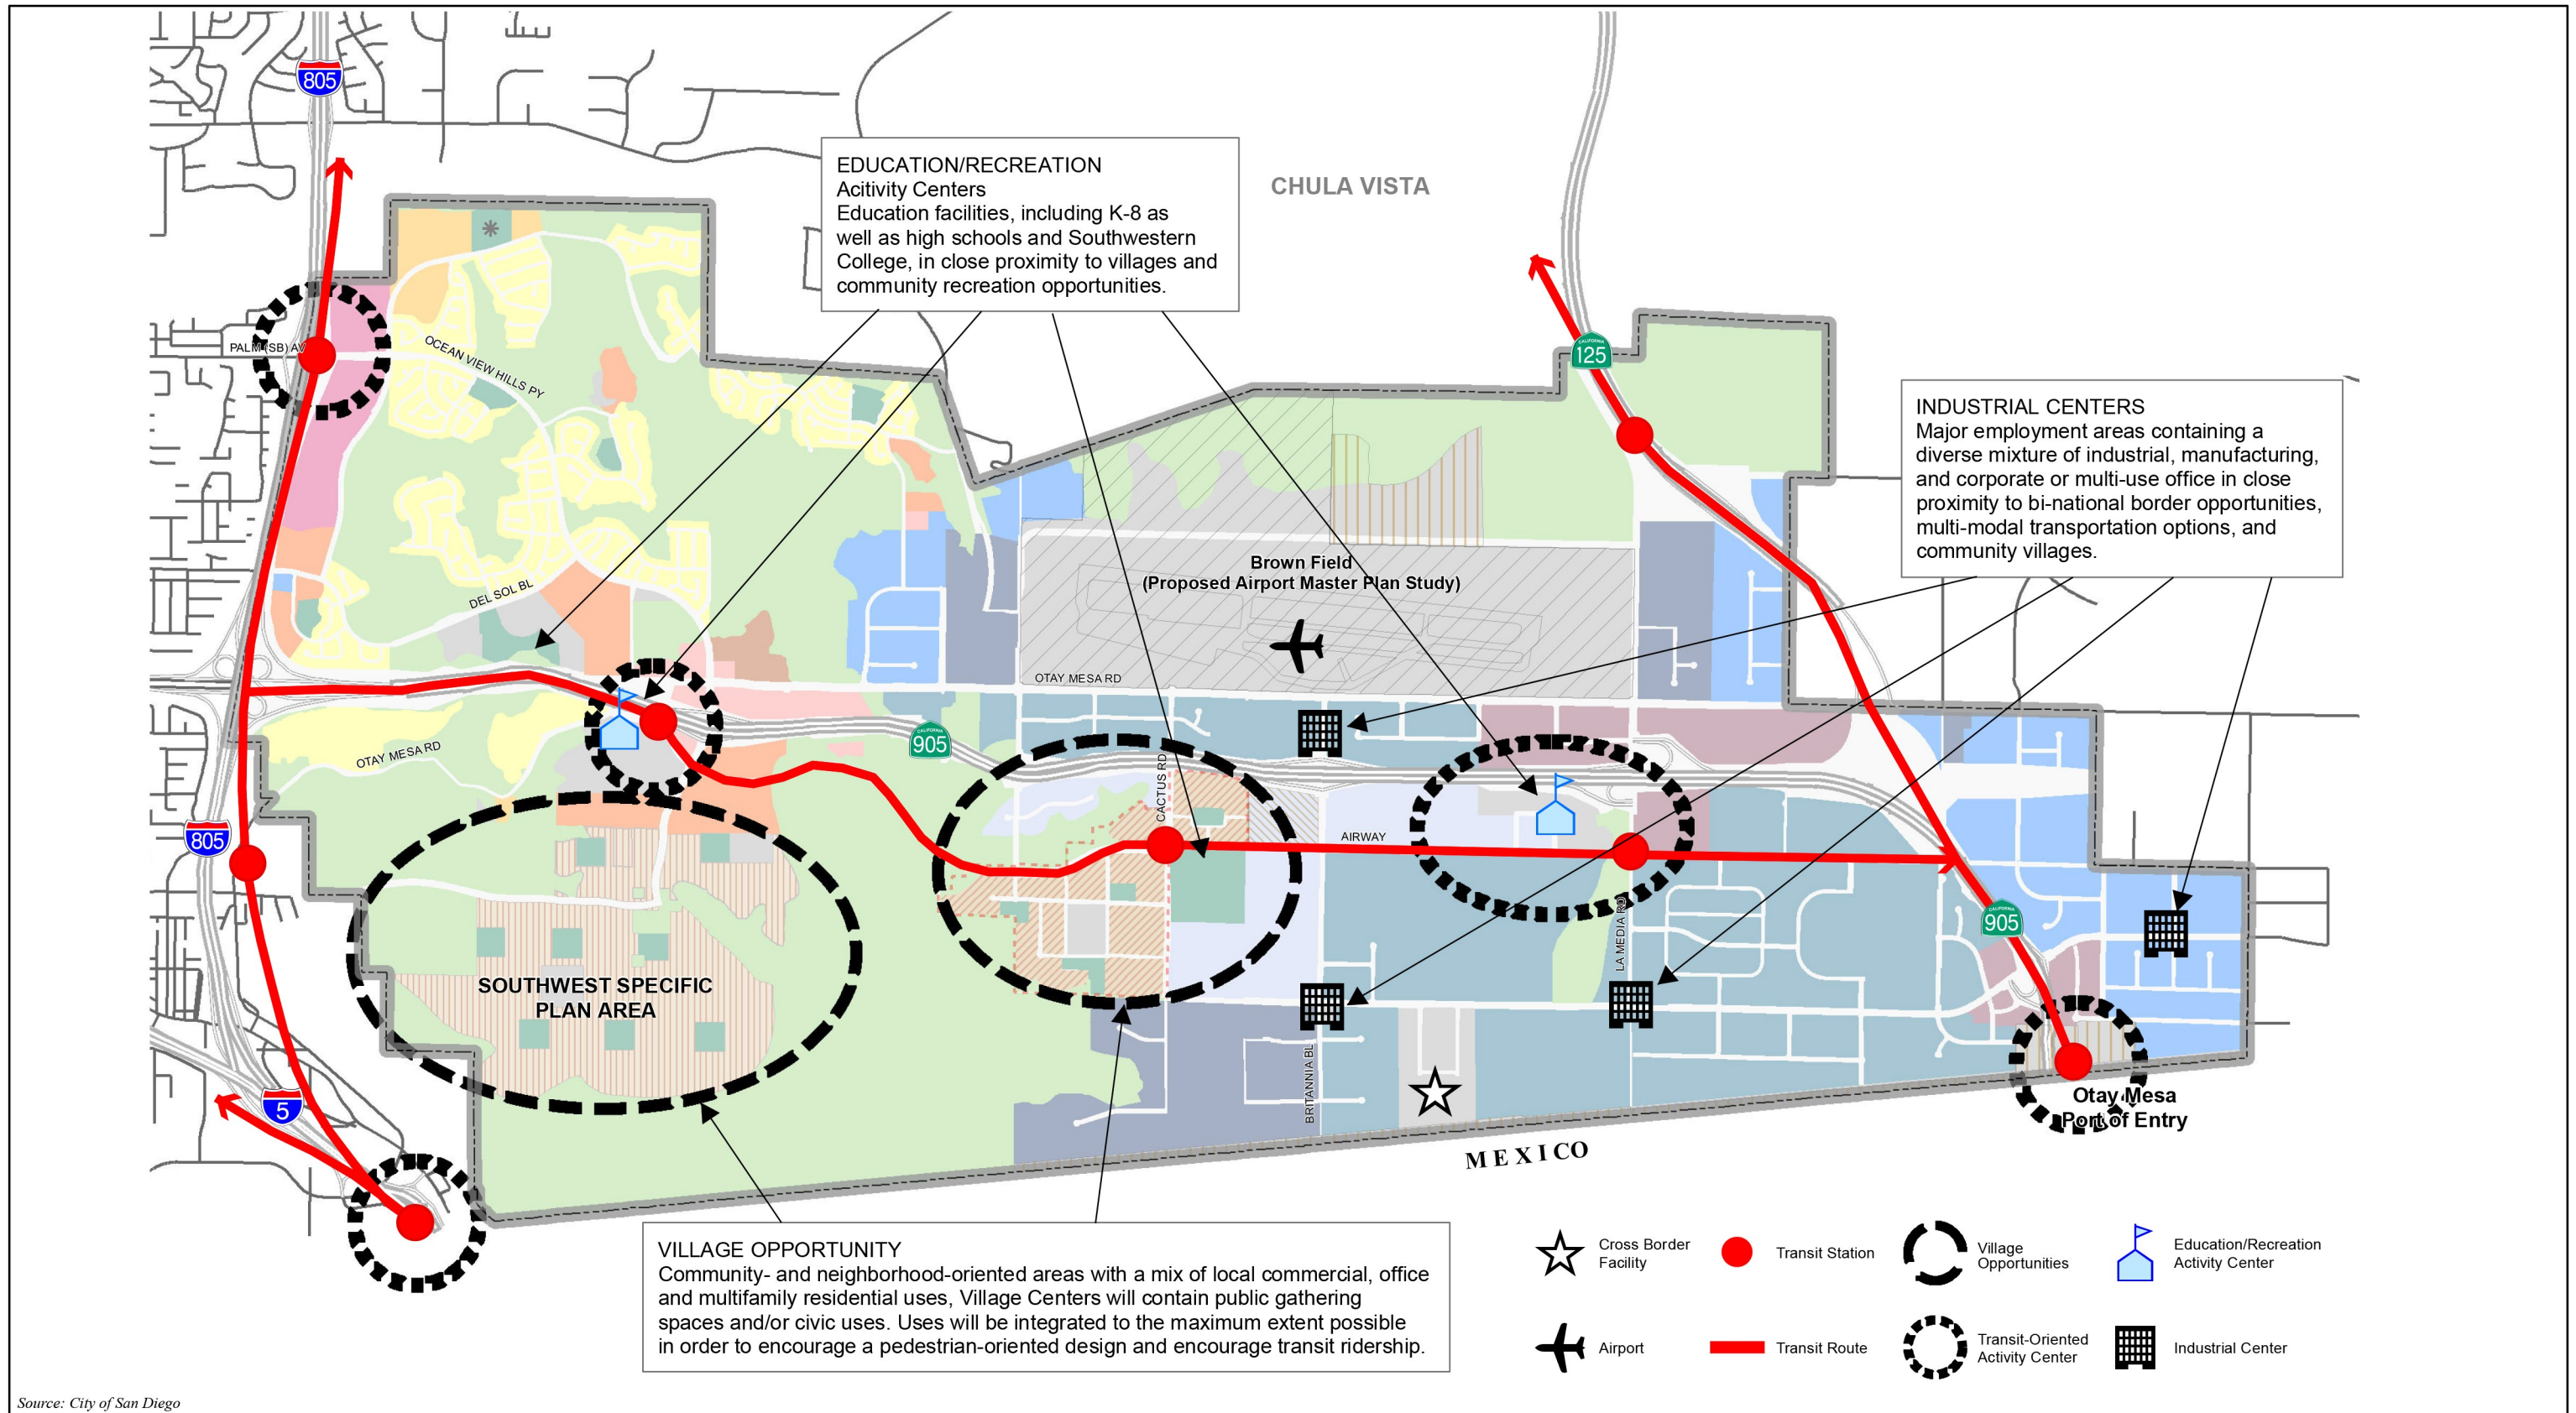 805
EDUCATION/RECREATION
Acitivity Centers
Education facilities, including K-8 as
well as high schools and Southwestern
College, in close proximity to villages and
community recreation opportunities.
CHULA VISTA
PALM (SB) AV
OCEAN VIEW HILLS PY
CALIFORNIA
125
INDUSTRIAL CENTERS
Major employment areas containing a
diverse mixture of industrial, manufacturing,
and corporate or multi-use office in close
proximity to bi-national border opportunities,
multi-modal transportation options, and
community villages.
Brown Field
(Proposed Airport Master Plan Study)
DEL SOL BL
OTAY MESA RD
OTAY MESA RD
CALIFORNIA
905
CACTUS RD
805
AIRWAY
LA MEDIA RD
CALIFORNIA
905
SOUTHWEST SPECIFIC
PLAN AREA
BRITANNIA BL
5
Otay Mesa
Port of Entry
MEXICO
VILLAGE OPPORTUNITY
Community- and neighborhood-oriented areas with a mix of local commercial, office
and multifamily residential uses, Village Centers will contain public gathering
spaces and/or civic uses. Uses will be integrated to the maximum extent possible
in order to encourage a pedestrian-oriented design and encourage transit ridership.
Cross Border
Facility
Transit Station
Village
Opportunities
Education/Recreation
Activity Center
Airport
Transit Route
Transit-Oriented
Activity Center
Industrial Center
Source: City of San Diego